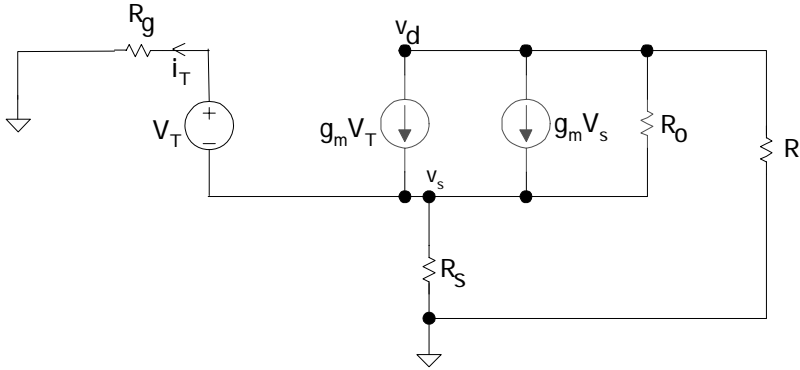 R_g
i_T
V_T
+
−
v_d
g_mV_T
g_mV_s
R_o
R
v_s
R_S